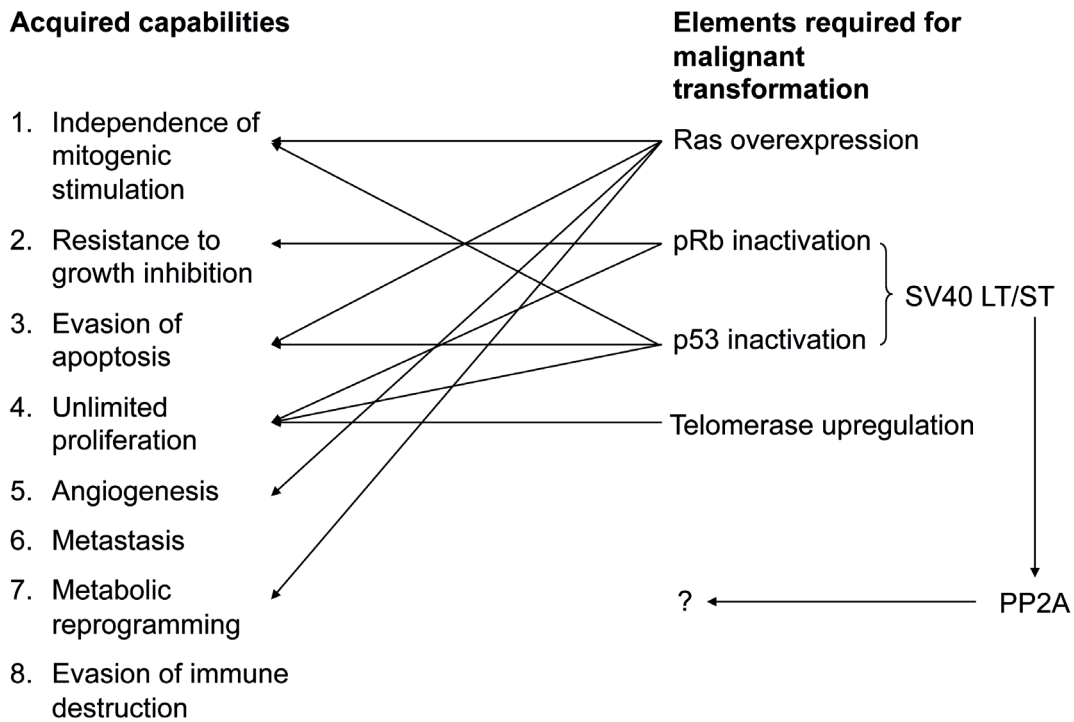 Acquired capabilities
1. Independence of
mitogenic
stimulation
2. Resistance to
growth inhibition
3. Evasion of
apoptosis
4. Unlimited
proliferation
5. Angiogenesis
6. Metastasis
7. Metabolic
reprogramming
8. Evasion of immune
destruction
Elements required for
malignant
transformation
Ras overexpression
pRb inactivation
p53 inactivation
SV40 LT/ST
Telomerase upregulation
?
PP2A